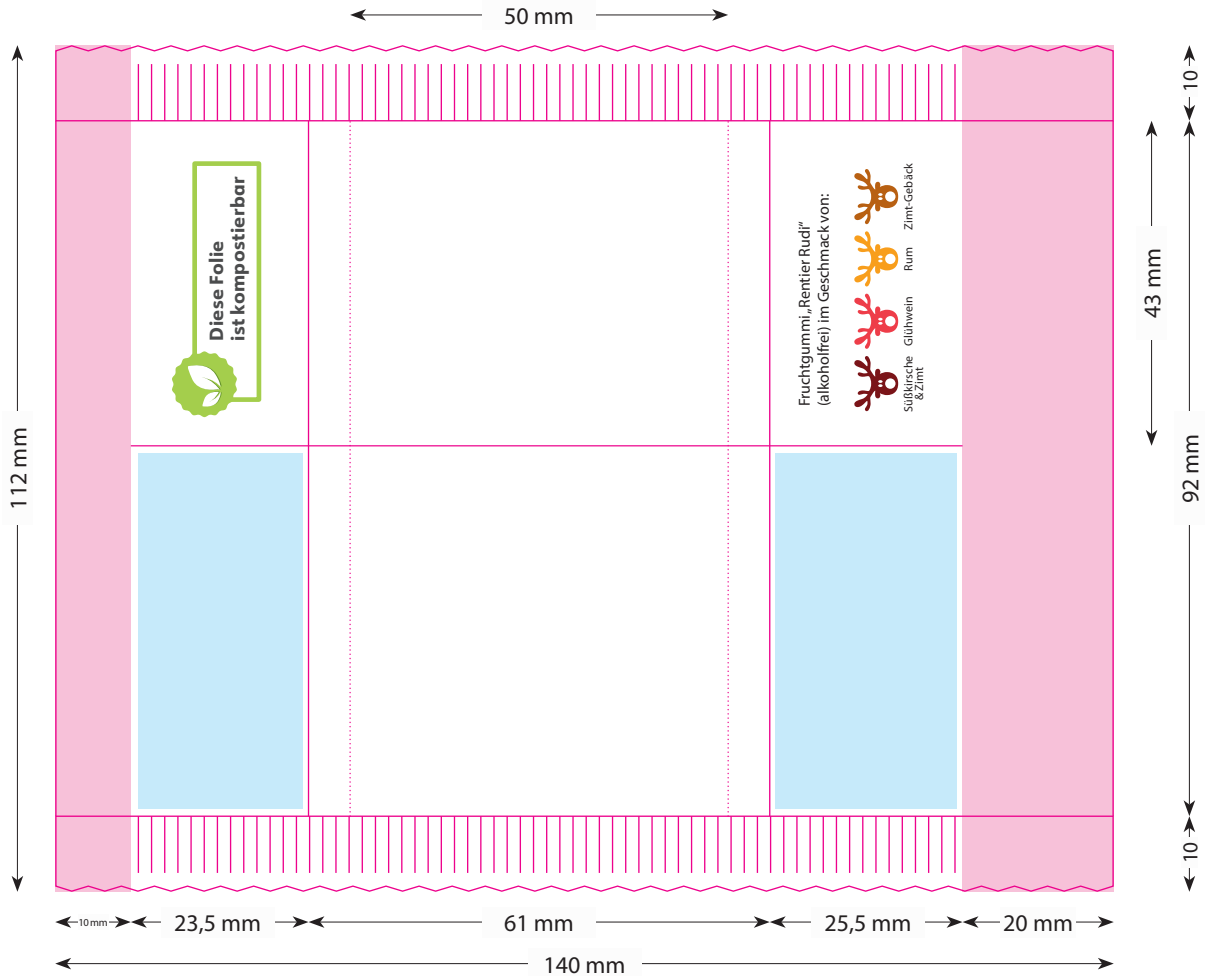 50 mm
10
Diese Folie
ist kompostierbar
Fruchtgummi „Rentier Rudi“
(alkoholfrei) im Geschmack von:
Süßkirsche
&Zimt
Glühwein
Rum
Zimt-Gebäck
43 mm
112 mm
92 mm
10
10 mm
23,5 mm
61 mm
25,5 mm
20 mm
140 mm